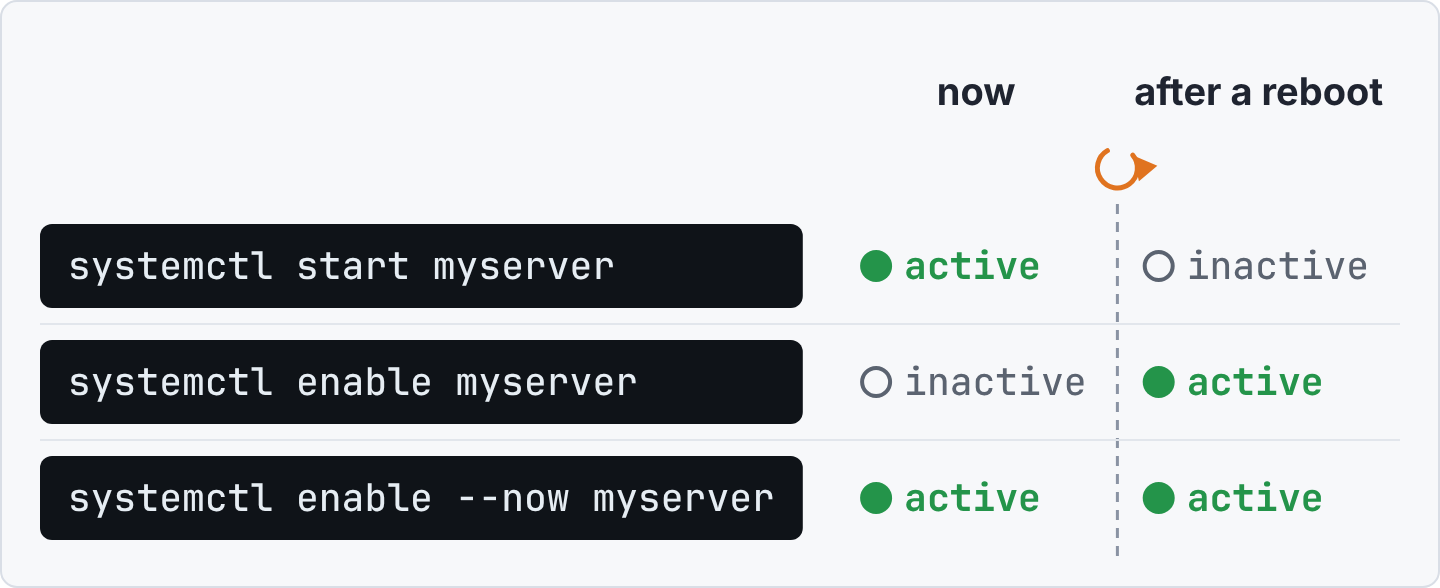 now after a reboot
systemctl start myserver active inactive
systemctl enable myserver inactive active
systemctl enable --now myserver active active